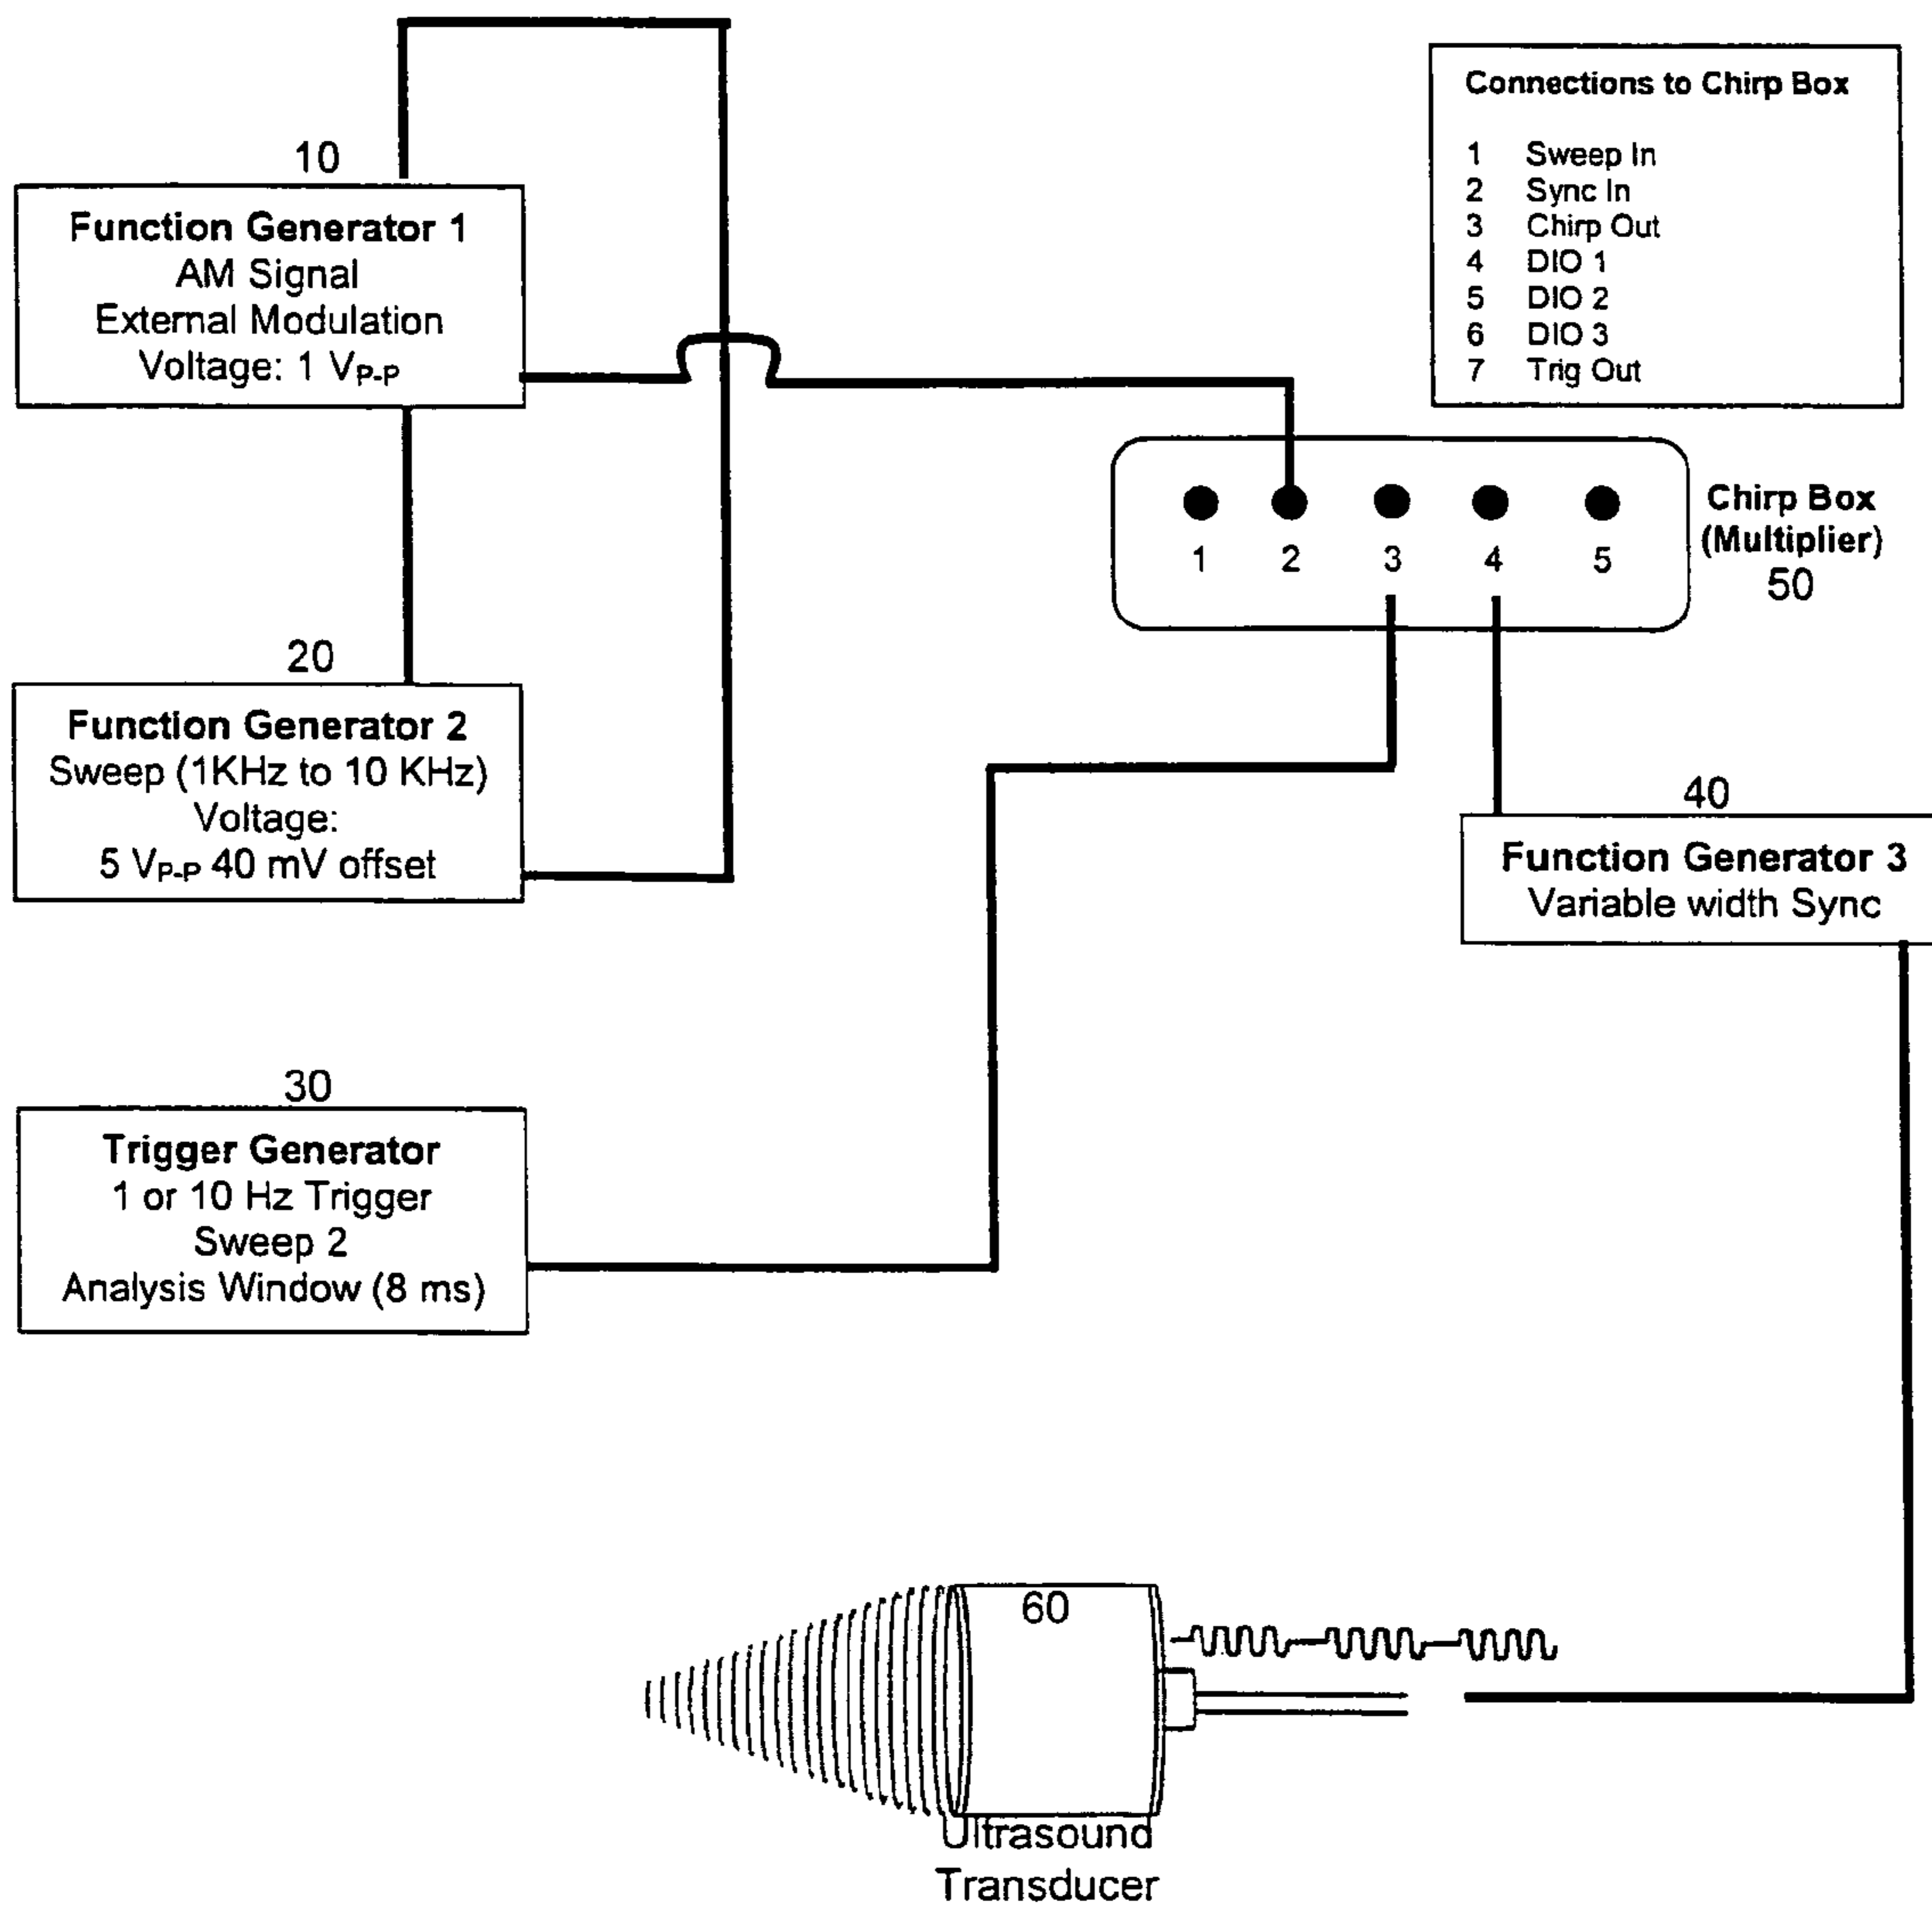 10
Function Generator 1
AM Signal
External Modulation
Voltage: 1 VP-P
Connections to Chirp Box
1 Sweep In
2 Sync In
3 Chirp Out
4 DIO 1
5 DIO 2
6 DIO 3
7 Trig Out
1 2 3 4 5
Chirp Box
(Multiplier)
50
20
Function Generator 2
Sweep (1KHz to 10 KHz)
Voltage:
5 VP-P 40 mV offset
40
Function Generator 3
Variable width Sync
30
Trigger Generator
1 or 10 Hz Trigger
Sweep 2
Analysis Window (8 ms)
60
Ultrasound
Transducer